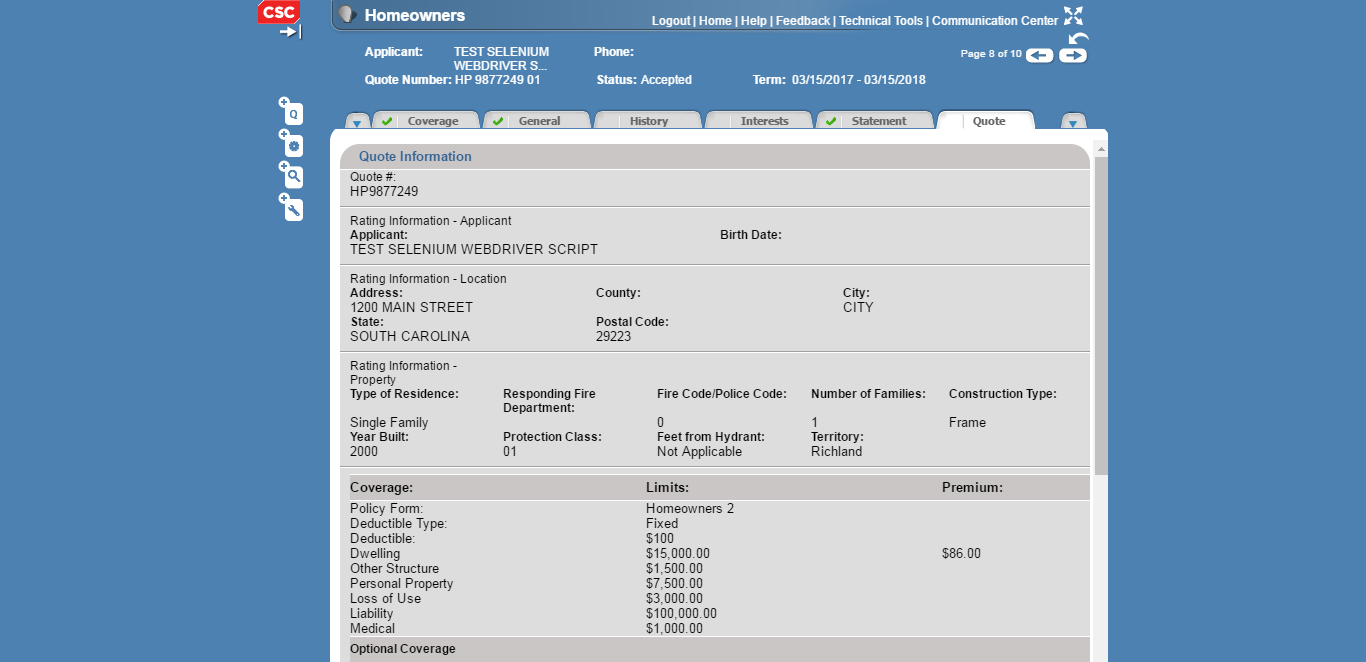 CSC
Homeowners
Logout | Home | Help | Feedback | Technical Tools | Communication Center
Applicant: TEST SELENIUM WEBDRIVER S... Phone:
Page 8 of 10
Quote Number: HP 9877249 01 Status: Accepted Term: 03/15/2017 - 03/15/2018
Q
Coverage General History Interests Statement Quote
Quote Information
Quote #:
HP9877249
Rating Information - Applicant
Applicant: Birth Date:
TEST SELENIUM WEBDRIVER SCRIPT
Rating Information - Location
Address: County: City:
1200 MAIN STREET CITY
State: Postal Code:
SOUTH CAROLINA 29223
Rating Information -
Property
Type of Residence: Responding Fire Department: Fire Code/Police Code: Number of Families: Construction Type:
Single Family 0 1 Frame
Year Built: Protection Class: Feet from Hydrant: Territory:
2000 01 Not Applicable Richland
Coverage: Limits: Premium:
Policy Form: Homeowners 2
Deductible Type: Fixed
Deductible: $100
Dwelling $15,000.00 $86.00
Other Structure $1,500.00
Personal Property $7,500.00
Loss of Use $3,000.00
Liability $100,000.00
Medical $1,000.00
Optional Coverage